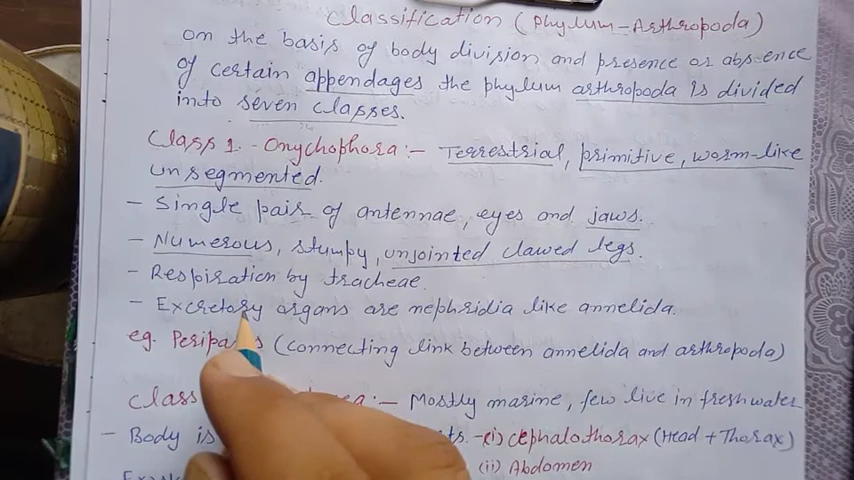 Classification (Phylum-Arthropoda)
on the basis of body division and presence or absence
of certain appendages the phylum arthropoda is divided
into seven classes.
Class 1. Onychophora:- Terrestrial, primitive, worm-like
unsegmented.
- Single pair of antennae, eyes and jaws.
- Numerous, stumpy, unjointed clawed legs.
- Respiration by tracheae.
- Excretory organs are nephridia like annelida.
eg. (connecting link between annelida and arthropoda)
Class :- Mostly marine, few live in freshwater
- Body is -(i) cephalothorax (Head + Thorax)
(ii) Abdomen